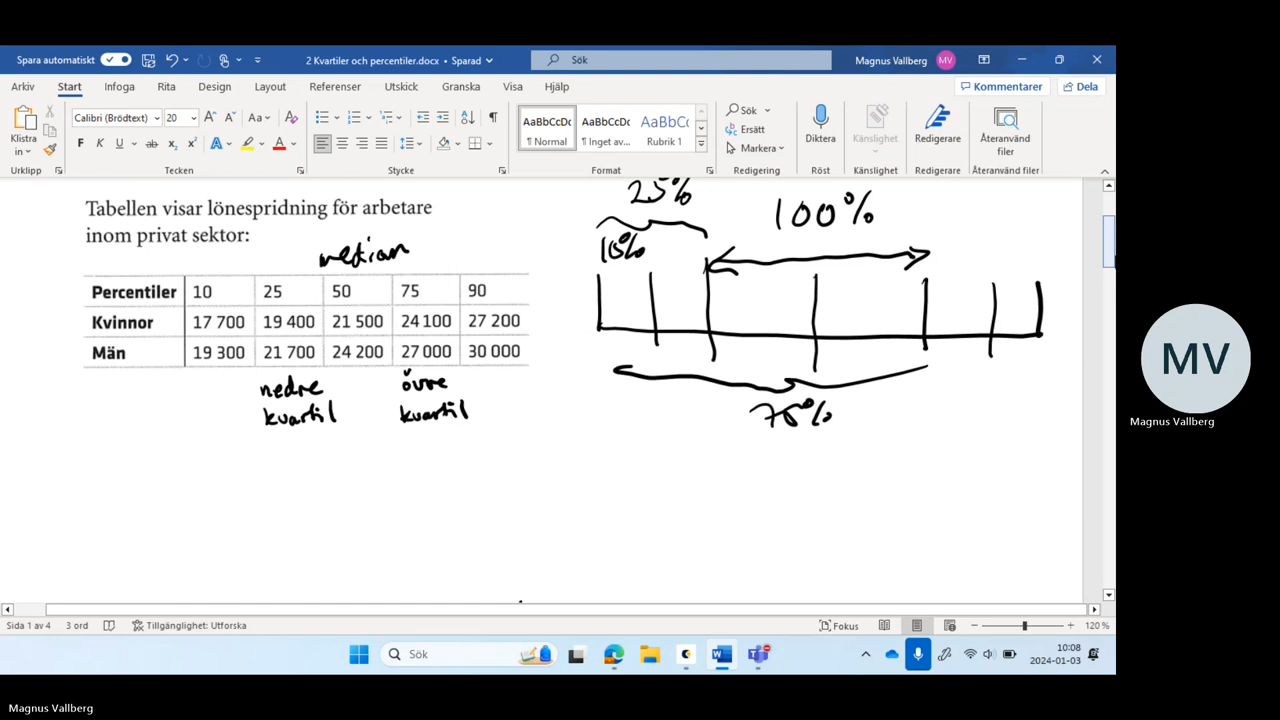 Spara automatiskt
2 Kvartiler och percentiler.docx • Sparad
Sök
Magnus Vallberg
MV
Arkiv Start Infoga Rita Design Layout Referenser Utskick Granska Visa Hjälp
Kommentarer
Dela
Klistra in
Calibri (Brödtext)
20
F K U ab x₂ x² A A Aa A
AaBbCcDc
AaBbCcDc
AaBbCc
¶ Normal
¶ Inget av...
Rubrik 1
Sök
Ersätt
Markera
Diktera
Känslighet
Redigerare
Återanvänd filer
Urklipp
Tecken
Stycke
Format
Redigering
Röst
Känslighet
Redigerare
Återanvänd filer
Tabellen visar lönespridning för arbetare
inom privat sektor:
median
Percentiler 10 25 50 75 90
Kvinnor 17 700 19 400 21 500 24 100 27 200
Män 19 300 21 700 24 200 27 000 30 000
nedre
kvartil
övre
kvartil
25%
100%
10%
75%
MV
Magnus Vallberg
Sida 1 av 4
3 ord
Tillgänglighet: Utforska
Fokus
120 %
Sök
10:08
2024-01-03
Magnus Vallberg